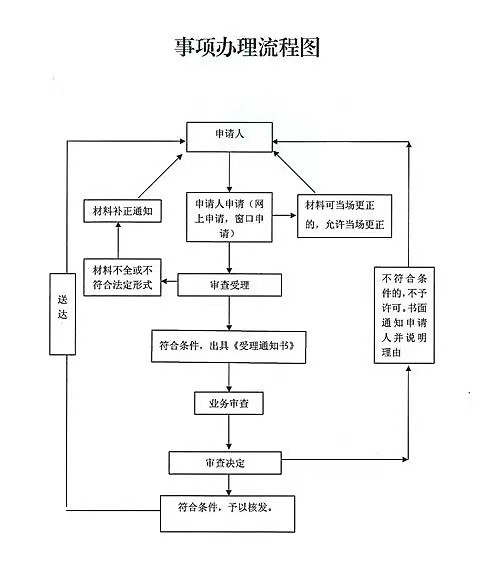 事项办理流程图
申请人
申请人申请（网
上申请，窗口申
请）
材料可当场更正
的，允许当场更正
材料补正通知
材料不全或不
符合法定形式
审查受理
送
达
不符合条
件的，不予
许可。书面
通知申请
人并说明
理由
符合条件，出具《受理通知书》
业务审查
审查决定
符合条件，予以核发。